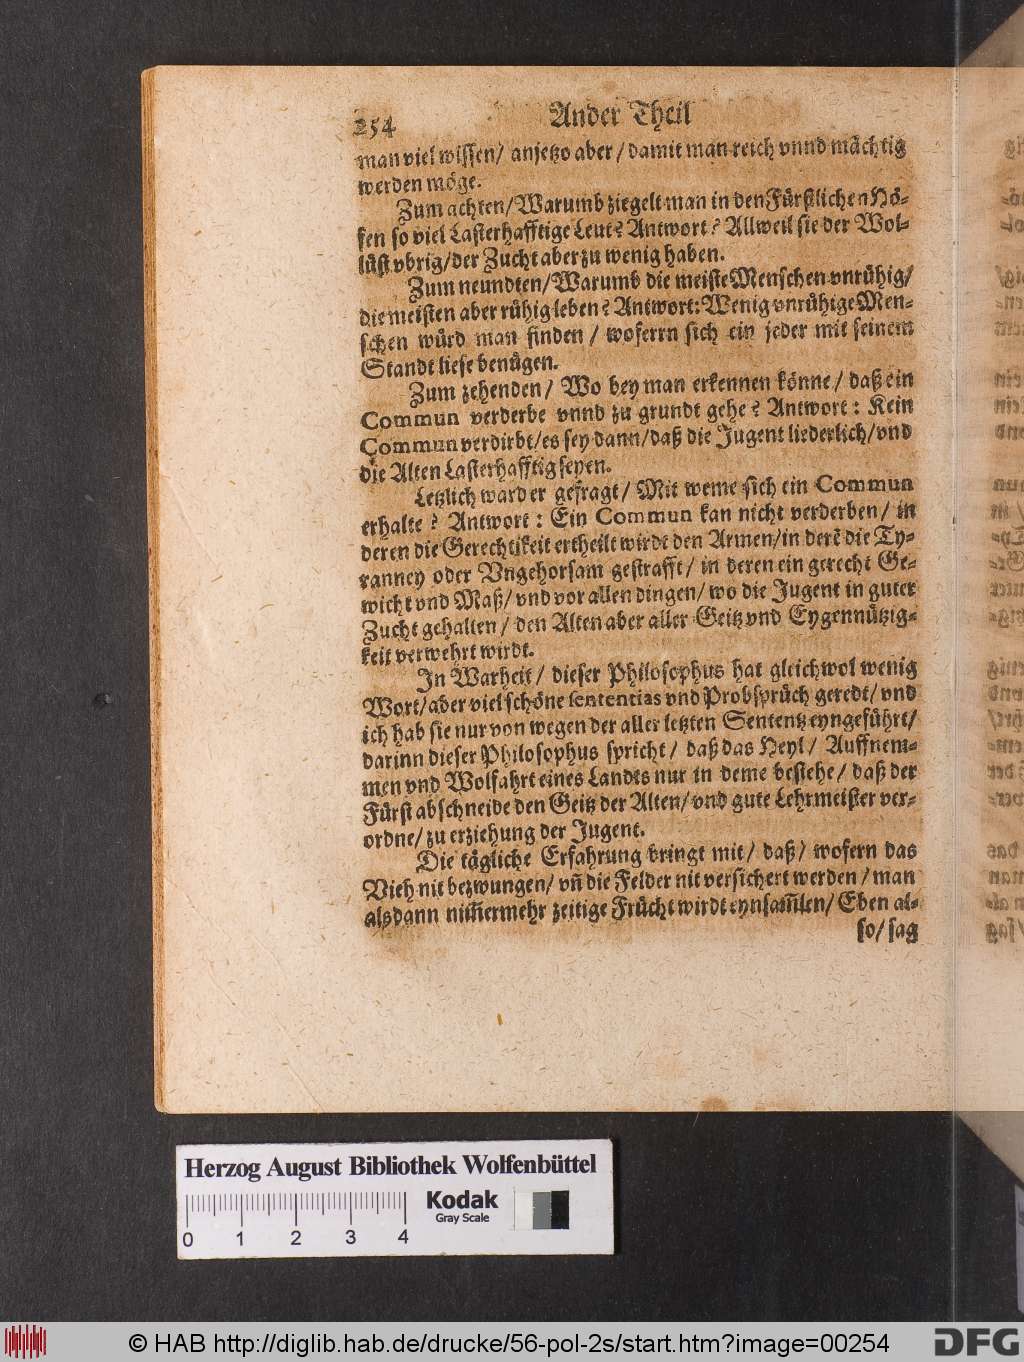 254
Ander Theil
man viel wissen/ anjetzo aber/ damit man reich vnnd mächtig
werden möge.
Zum achten/ Warumb ziegelt man in den Fürstlichen Hö-
fen so viel Lasterhafftige Leut? Antwort? Allweil sie der Wol-
lüst vbrig/ der Zucht aber zu wenig haben.
Zum neundten/ Warumb die meiste Menschen vnrühig/
die meisten aber rühig leben? Antwort: Wenig vnrühige Men-
schen würd man finden/ woferrn sich ein jeder mit seinem
Standt liese benügen.
Zum zehenden/ Wo bey man erkennen könne/ daß ein
Commun verderbe vnnd zu grundt gehe? Antwort: Kein
Commun verdirbt/ es sey dann/ daß die Jugent liederlich/ vnd
die Alten Lasterhafftig seyen.
Letzlich ward er gefragt/ Mit weme sich ein Commun
erhalte? Antwort: Ein Commun kan nicht verderben/ in
deren die Gerechtikeit ertheilt wirdt den Armen/ in derẽ die Ty-
ranney oder Vngehorsam gestrafft/ in deren ein gerecht Ge-
wicht vnd Maß/ vnd vor allen dingen/ wo die Jugent in guter
Zucht gehalten/ den Alten aber aller Geitz vnd Eygennützig-
keit verwehrt wirdt.
In Warheit/ dieser Philosophus hat gleichwol wenig
Wort/ aber viel schöne sententias vnd Probsprüch geredt/ vnd
ich hab sie nur von wegen der aller letzten Sententz eyngeführt/
darinn dieser Philosophus spricht/ daß das Heyl/ Auffnem-
men vnd Wolfahrt eines Landts nur in deme bestehe/ daß der
Fürst abschneide den Geitz der Alten/ vnd gute Lehrmeister ver-
ordne/ zu erziehung der Jugent.
Die tägliche Erfahrung bringt mit/ daß/ wofern das
Vieh nit bezwungen/ vñ die Felder nit versichert werden/ man
alsdann nim̃ermehr zeitige Frücht wirdt eynsam̃len/ Eben al-
so/ sag
Herzog August Bibliothek Wolfenbüttel
Kodak
Gray Scale
0 1 2 3 4
© HAB http://diglib.hab.de/drucke/56-pol-2s/start.htm?image=00254
DFG